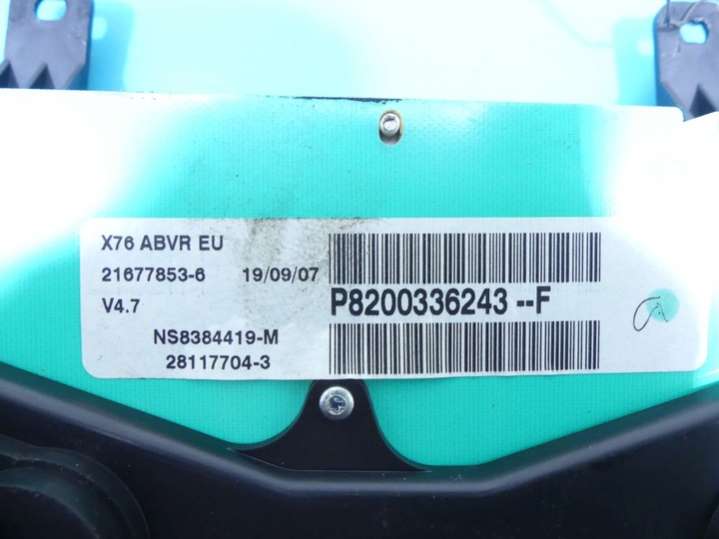 X76 ABVR EU
21677853-6 19/09/07
V4.7
P8200336243 --F
NS8384419-M
28117704-3